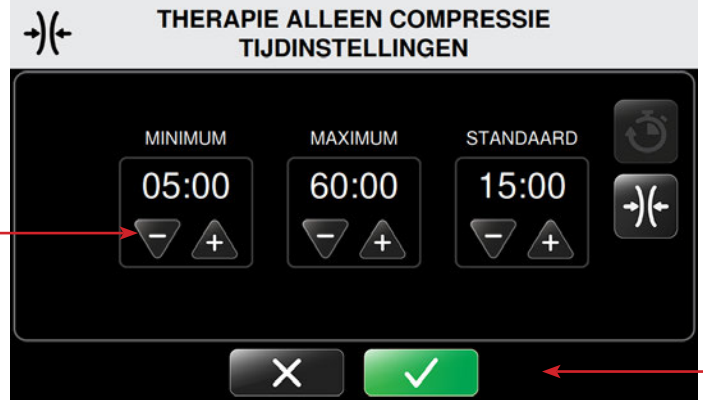 THERAPIE ALLEEN COMPRESSIE
TIJDINSTELLINGEN
MINIMUM MAXIMUM STANDAARD
05:00 60:00 15:00
- + - + - +